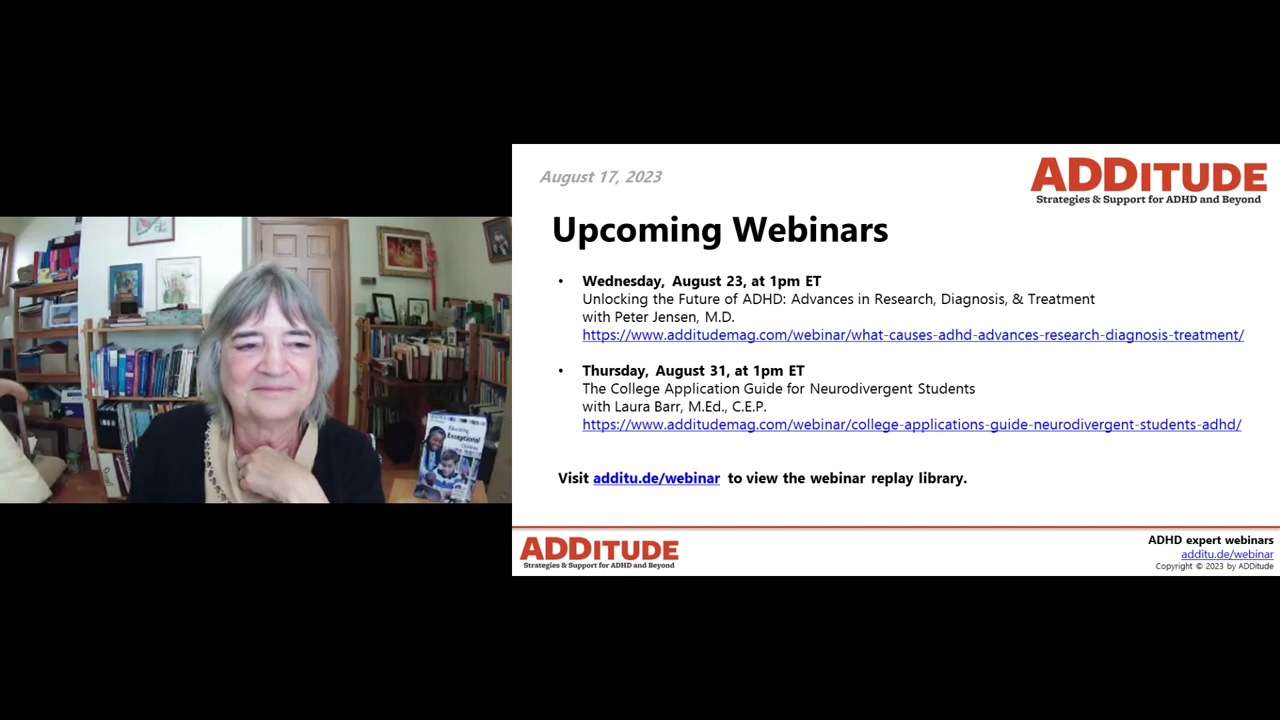 Educating
Exceptional
Children
August 17, 2023
ADDITUDE
Strategies & Support for ADHD and Beyond
Upcoming Webinars
• Wednesday, August 23, at 1pm ET
Unlocking the Future of ADHD: Advances in Research, Diagnosis, & Treatment
with Peter Jensen, M.D.
https://www.additudemag.com/webinar/what-causes-adhd-advances-research-diagnosis-treatment/
• Thursday, August 31, at 1pm ET
The College Application Guide for Neurodivergent Students
with Laura Barr, M.Ed., C.E.P.
https://www.additudemag.com/webinar/college-applications-guide-neurodivergent-students-adhd/
Visit additu.de/webinar to view the webinar replay library.
ADDITUDE
Strategies & Support for ADHD and Beyond
ADHD expert webinars
additu.de/webinar
Copyright © 2023 by ADDitude